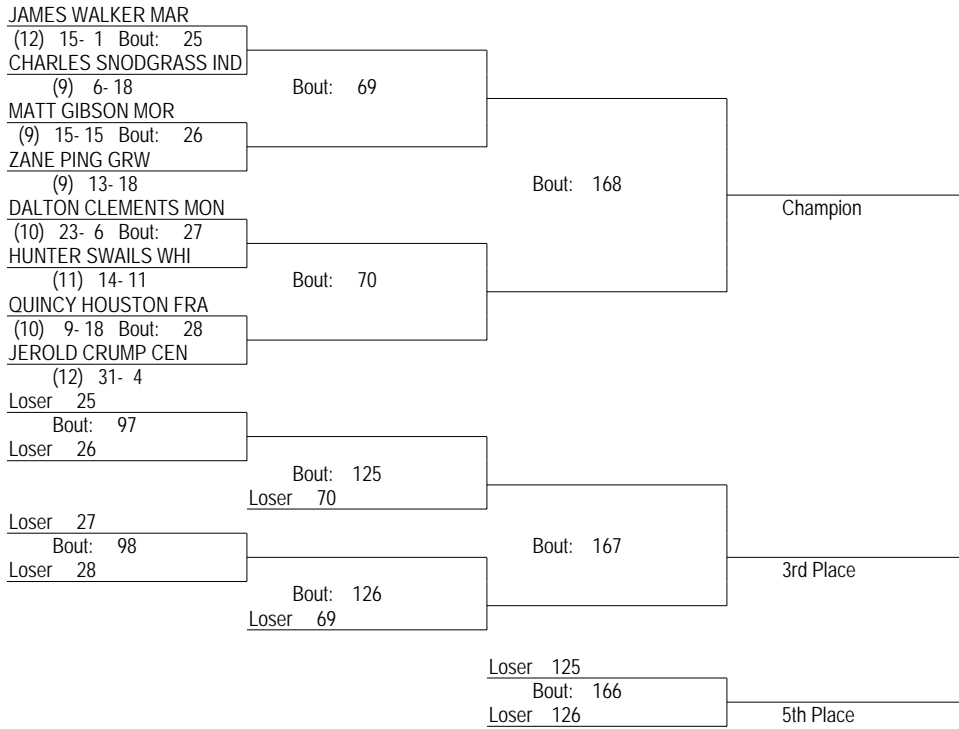 JAMES WALKER MAR
(12) 15- 1 Bout: 25
CHARLES SNODGRASS IND
(9) 6- 18
Bout: 69
MATT GIBSON MOR
(9) 15- 15 Bout: 26
ZANE PING GRW
(9) 13- 18
Bout: 168
DALTON CLEMENTS MON
Champion
(10) 23- 6 Bout: 27
HUNTER SWAILS WHI
(11) 14- 11
Bout: 70
QUINCY HOUSTON FRA
(10) 9- 18 Bout: 28
JEROLD CRUMP CEN
(12) 31- 4
Loser 25
Bout: 97
Loser 26
Bout: 125
Loser 70
Loser 27
Bout: 98
Bout: 167
Loser 28
3rd Place
Bout: 126
Loser 69
Loser 125
Bout: 166
Loser 126
5th Place